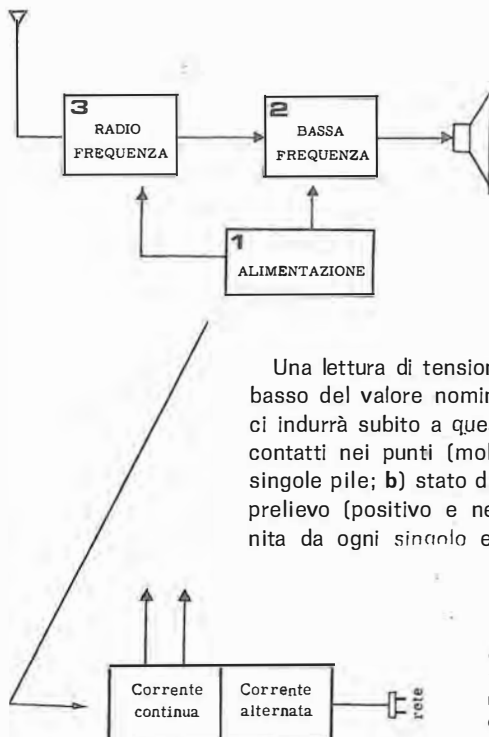 3
RADIO
FREQUENZA
2
BASSA
FREQUENZA
1
ALIMENTAZIONE
Una lettura di tension
basso del valore nomin
ci indurrà subito a que
contatti nei punti (mol
singole pile; b) stato d
prelievo (positivo e ne
nita da ogni singolo e
Corrente
continua
Corrente
alternata
rete